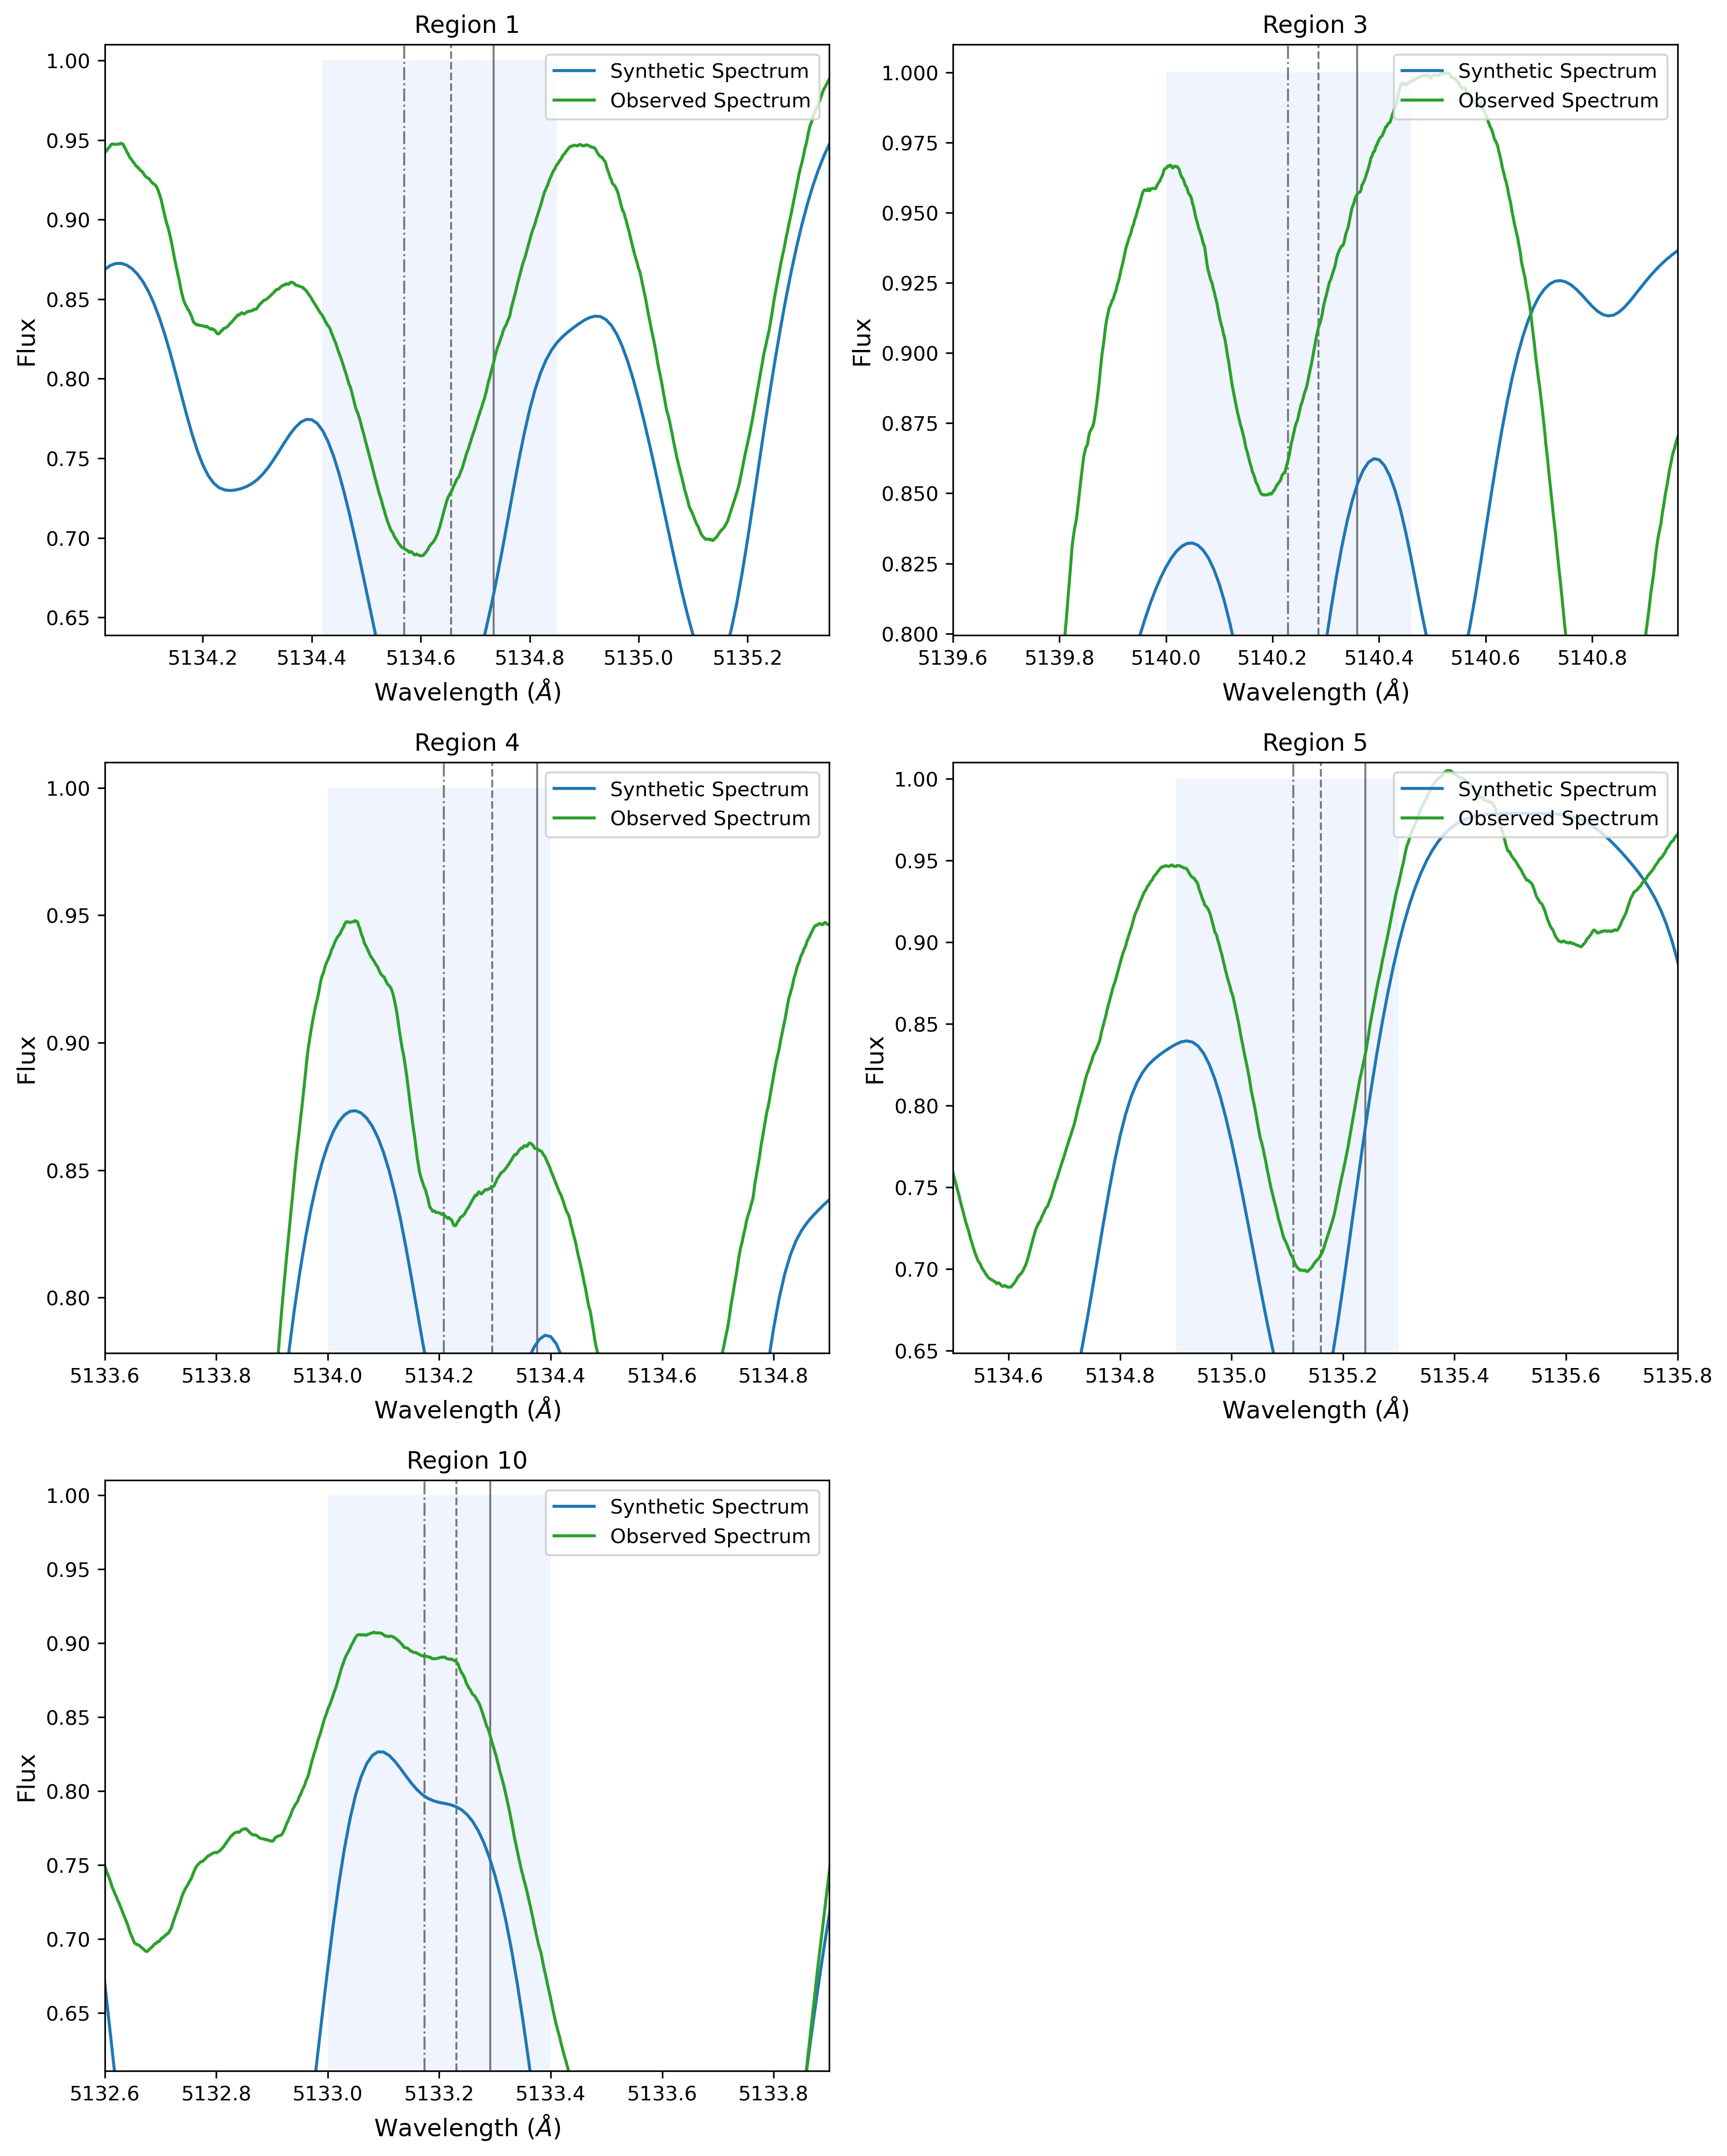 Region 1
Flux
1.00
0.95
0.90
0.85
0.80
0.75
0.70
0.65
Synthetic Spectrum
Observed Spectrum
5134.2 5134.4 5134.6 5134.8 5135.0 5135.2
Wavelength (Å)
Region 3
Flux
1.000
0.975
0.950
0.925
0.900
0.875
0.850
0.825
0.800
Synthetic Spectrum
Observed Spectrum
5139.6 5139.8 5140.0 5140.2 5140.4 5140.6 5140.8
Wavelength (Å)
Region 4
Flux
1.00
0.95
0.90
0.85
0.80
Synthetic Spectrum
Observed Spectrum
5133.6 5133.8 5134.0 5134.2 5134.4 5134.6 5134.8
Wavelength (Å)
Region 5
Flux
1.00
0.95
0.90
0.85
0.80
0.75
0.70
0.65
Synthetic Spectrum
Observed Spectrum
5134.6 5134.8 5135.0 5135.2 5135.4 5135.6 5135.8
Wavelength (Å)
Region 10
Flux
1.00
0.95
0.90
0.85
0.80
0.75
0.70
0.65
Synthetic Spectrum
Observed Spectrum
5132.6 5132.8 5133.0 5133.2 5133.4 5133.6 5133.8
Wavelength (Å)